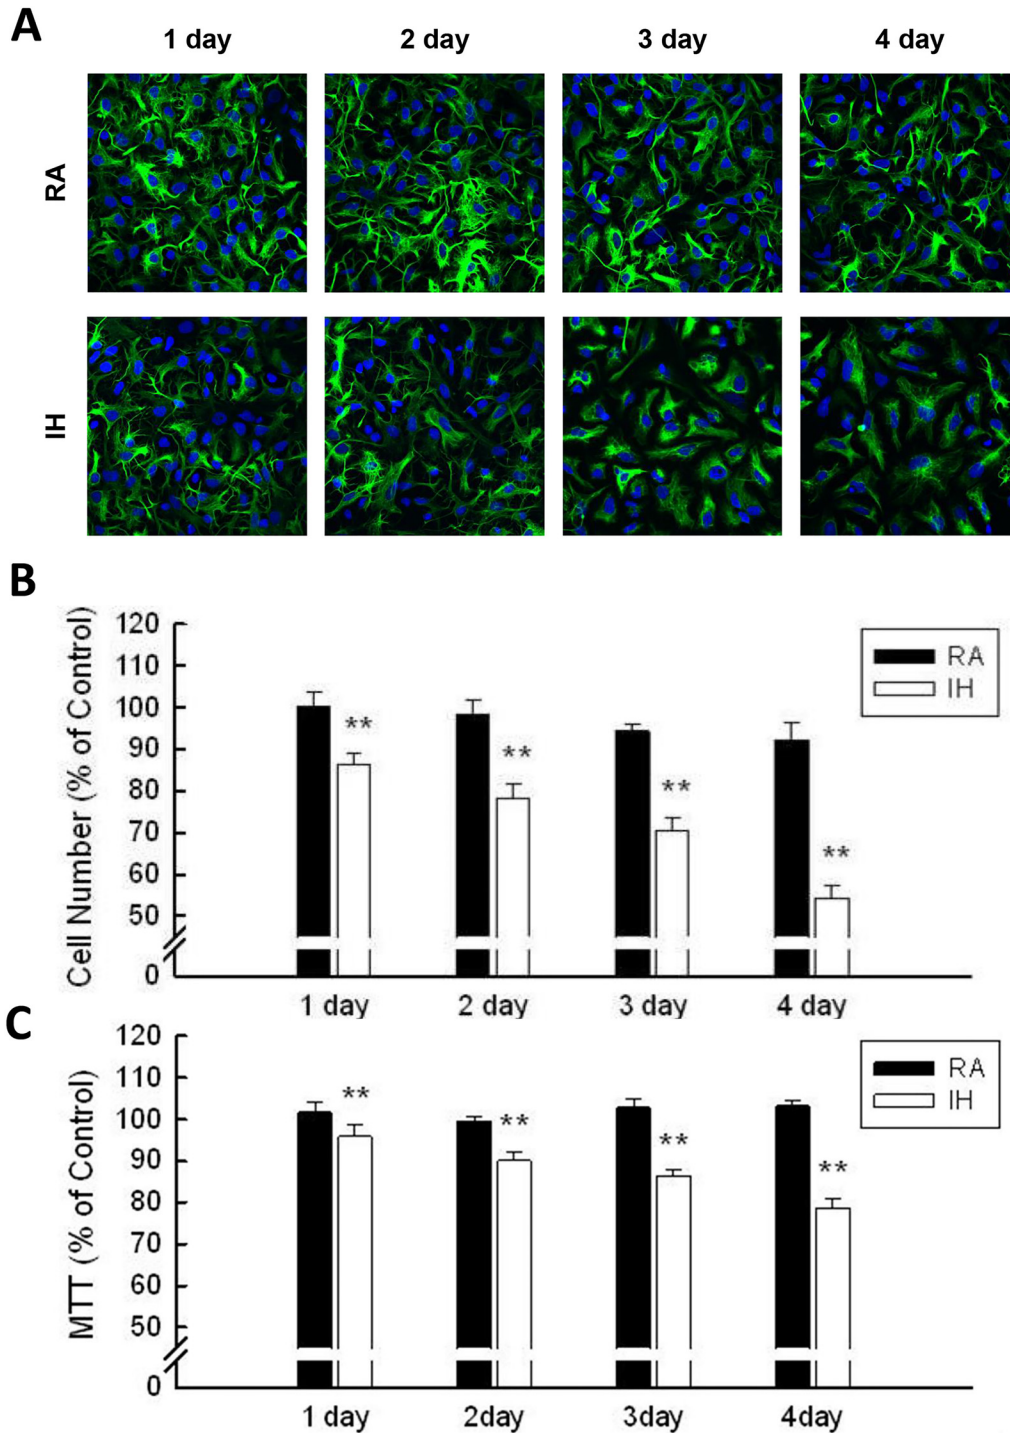 A
1 day 2 day 3 day 4 day
RA
IH
B
Cell Number (% of Control)
120
110
100
90
80
70
60
50
0
** ** ** **
RA
IH
1 day 2 day 3 day 4 day
C
MTT (% of Control)
120
110
100
90
80
70
60
50
0
** ** ** **
RA
IH
1 day 2day 3day 4day